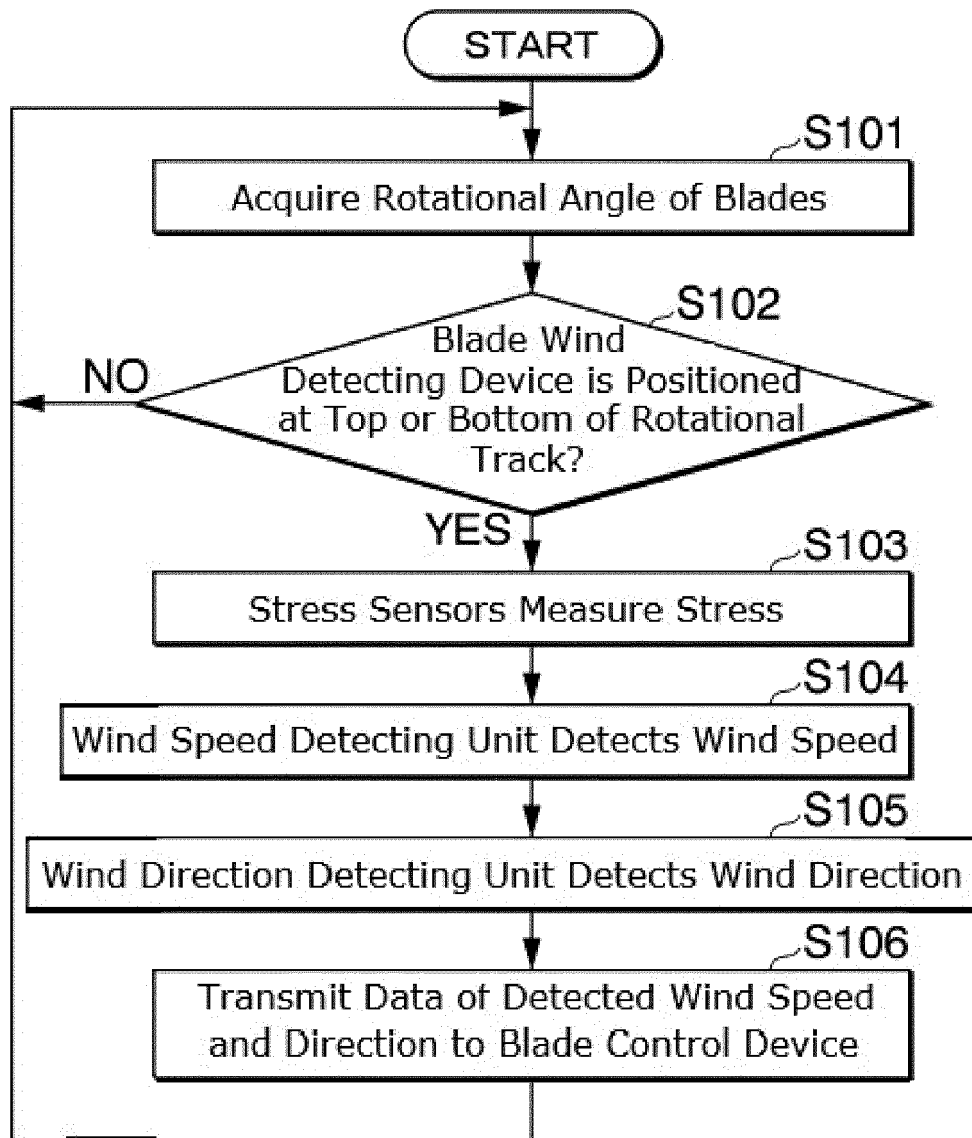 START
S101
Acquire Rotational Angle of Blades
S102
Blade Wind
Detecting Device is Positioned
at Top or Bottom of Rotational
Track?
NO
YES
S103
Stress Sensors Measure Stress
S104
Wind Speed Detecting Unit Detects Wind Speed
S105
Wind Direction Detecting Unit Detects Wind Direction
S106
Transmit Data of Detected Wind Speed
and Direction to Blade Control Device